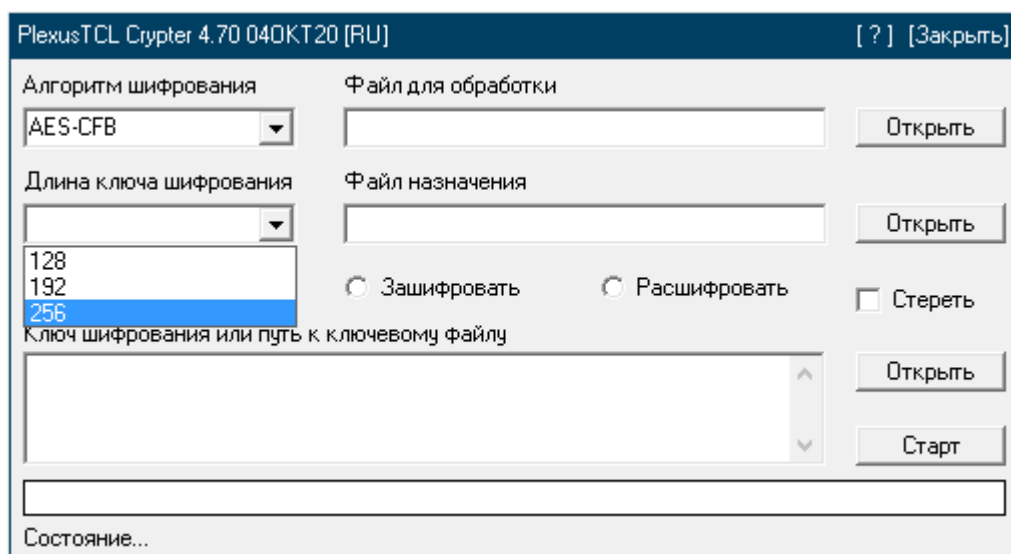 PlexusTCL Crypter 4.70 04OKT20 [RU] [ ? ] [Закрыть]
Алгоритм шифрования Файл для обработки
AES-CFB Открыть
Длина ключа шифрования Файл назначения
Открыть
128
192 Зашифровать Расшифровать Стереть
256
Ключ шифрования или путь к ключевому файлу
Открыть
Старт
Состояние...